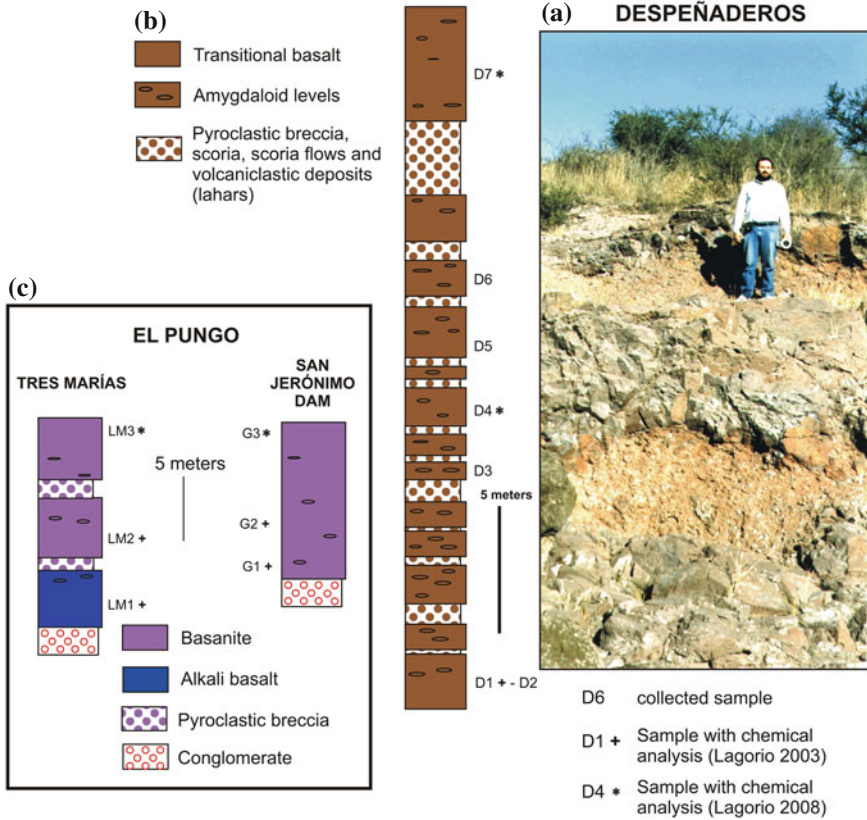 (a)
DESPEÑADEROS
(b)
Transitional basalt
Amygdaloid levels
Pyroclastic breccia,
scoria, scoria flows and
volcaniclastic deposits
(lahars)
D7 *
D6
D5
D4 *
D3
5 meters
D1 + - D2
(c)
EL PUNGO
TRES MARÍAS
SAN
JERÓNIMO
DAM
LM3 *
LM2 +
LM1 +
5 meters
G3 *
G2 +
G1 +
Basanite
Alkali basalt
Pyroclastic breccia
Conglomerate
D6 collected sample
D1 + Sample with chemical
analysis (Lagorio 2003)
D4 * Sample with chemical
analysis (Lagorio 2008)